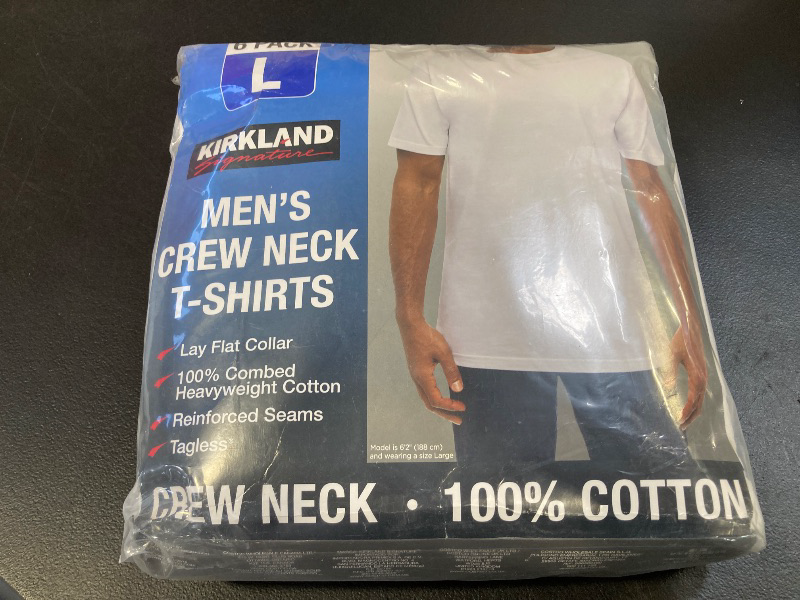 6 PACK
L
KIRKLAND
Signature
MEN'S
CREW NECK
T-SHIRTS
Lay Flat Collar
100% Combed
Heavyweight Cotton
Reinforced Seams
Tagless
Model is 6'2" (188 cm)
and wearing a size Large
CREW NECK • 100% COTTON